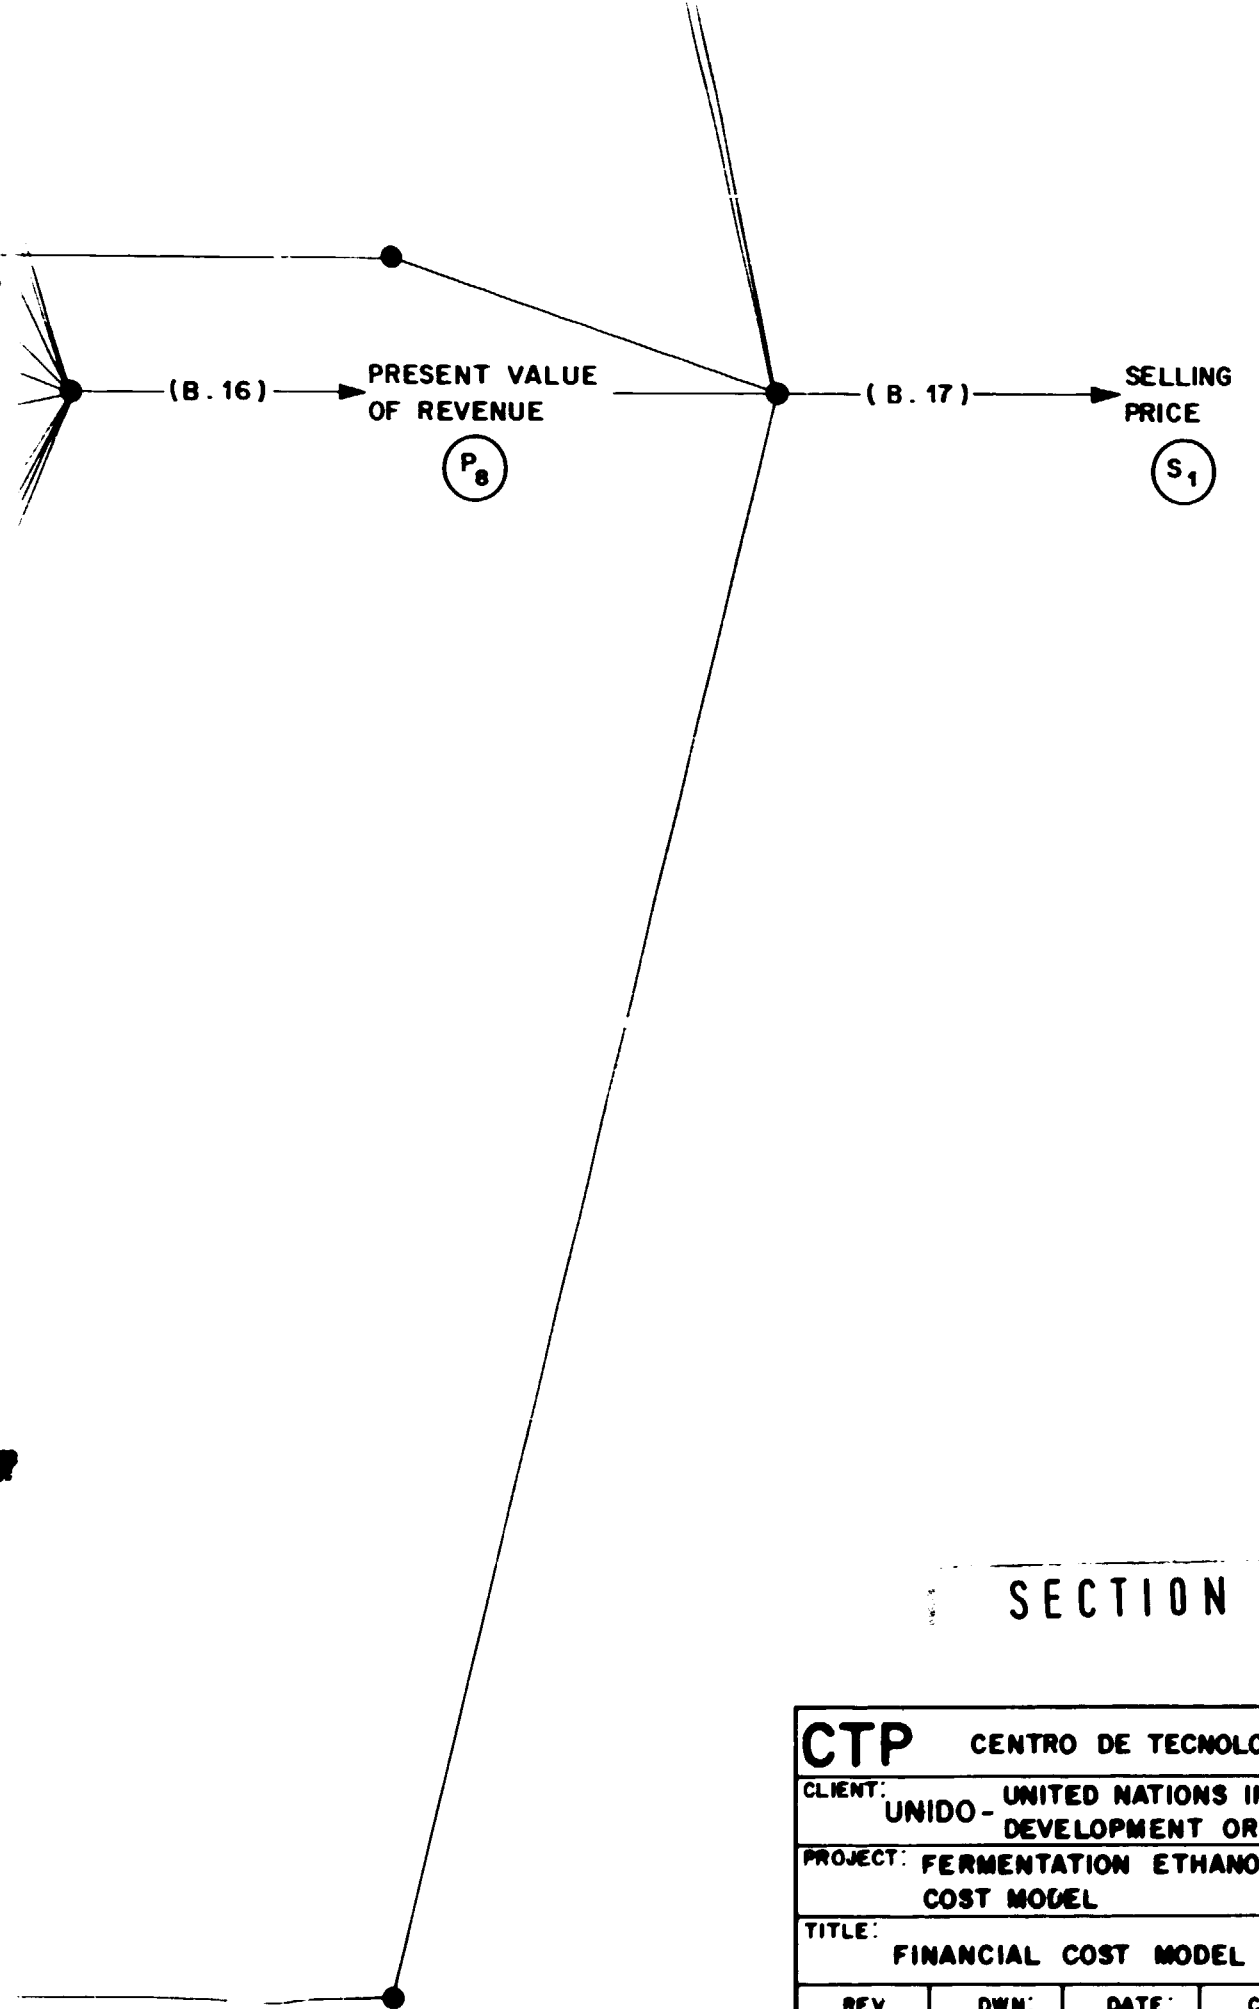 (B.16)
PRESENT VALUE
OF REVENUE
P8
(B.17)
SELLING
PRICE
S1
SECTION
CTP CENTRO DE TECNOLO
CLIENT: UNIDO- UNITED NATIONS I
DEVELOPMENT OR
PROJECT: FERMENTATION ETHANO
COST MODEL
TITLE:
FINANCIAL COST MODEL
REV DWN: DATE: C